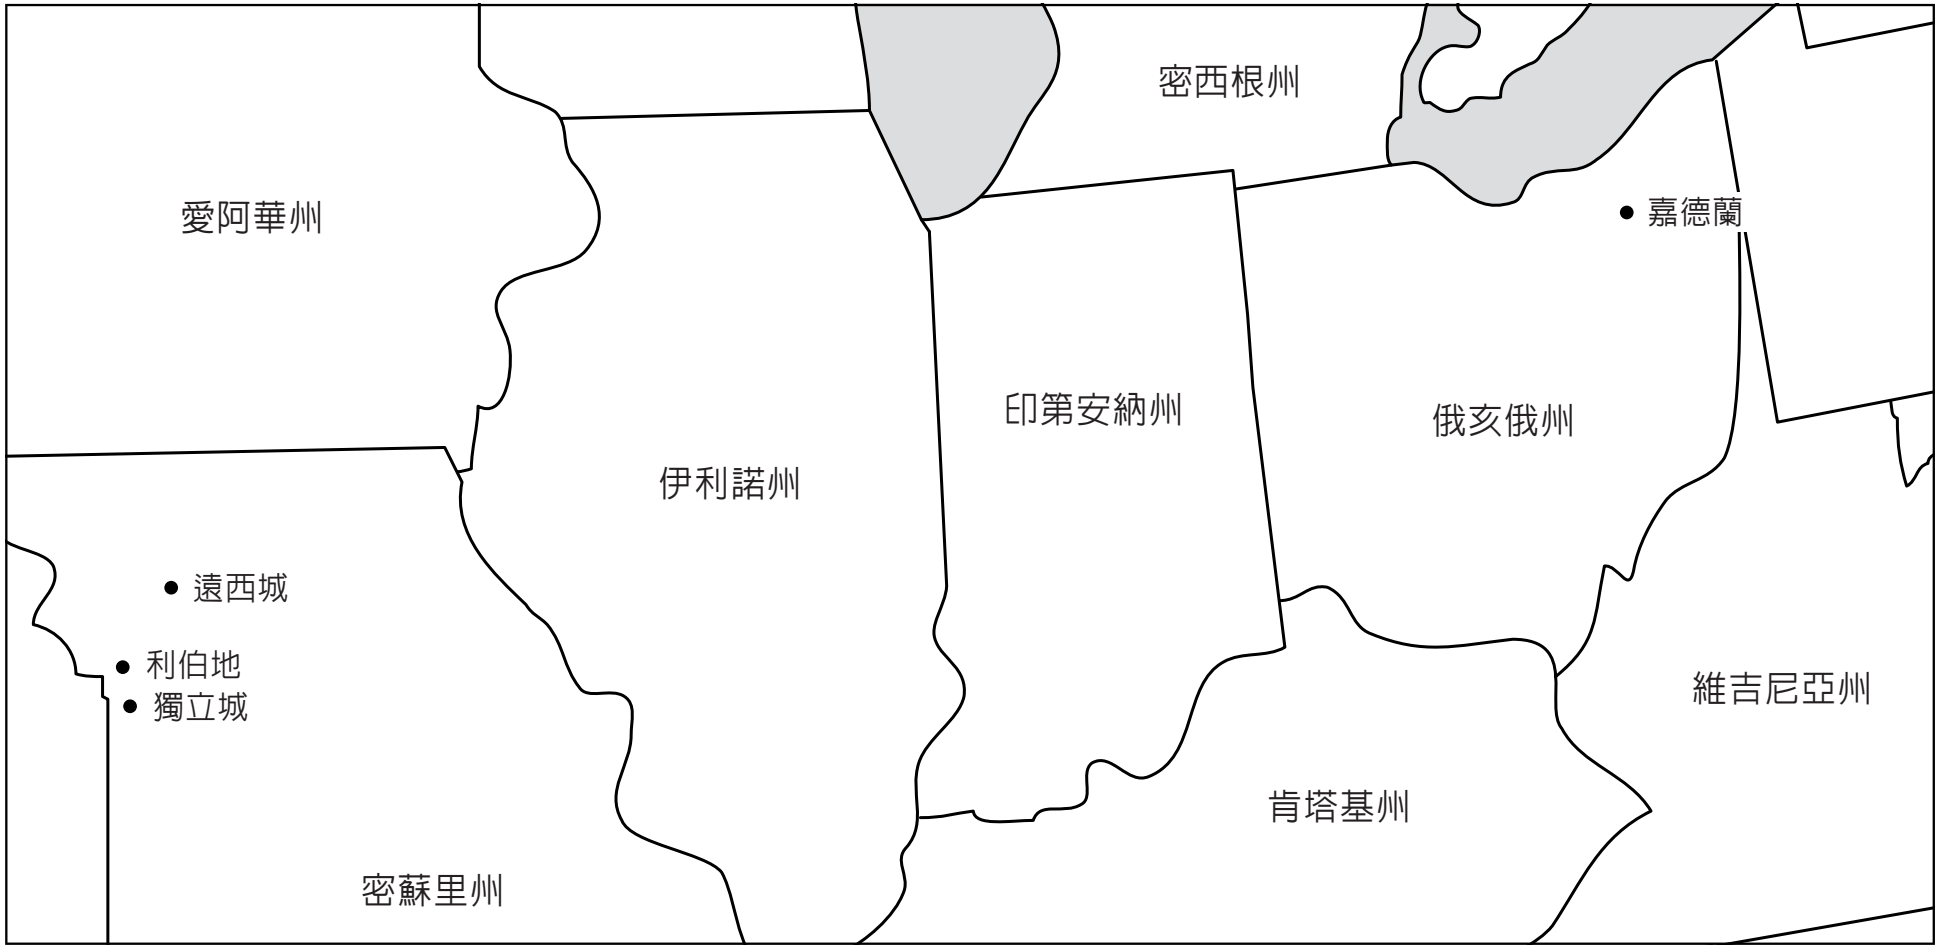 密西根州
愛阿華州
嘉德蘭
印第安納州
俄亥俄州
伊利諾州
遠西城
利伯地
獨立城
維吉尼亞州
肯塔基州
密蘇里州